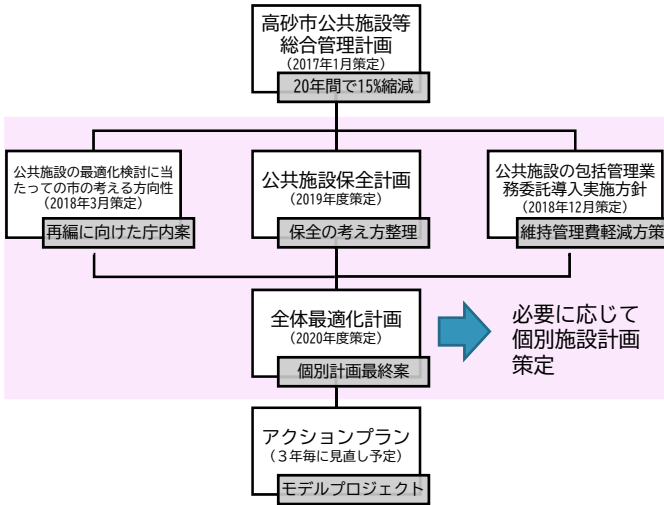 高砂市公共施設等
総合管理計画
（2017年1月策定）
20年間で15%縮減
公共施設の最適化検討に当
たっての市の考える方向性
（2018年3月策定）
再編に向けた庁内案
公共施設保全計画
（2019年度策定）
保全の考え方整理
公共施設の包括管理業
務委託導入実施方針
（2018年12月策定）
維持管理費軽減方策
全体最適化計画
（2020年度策定）
個別計画最終案
必要に応じて
個別施設計画
策定
アクションプラン
（３年毎に見直し予定）
モデルプロジェクト